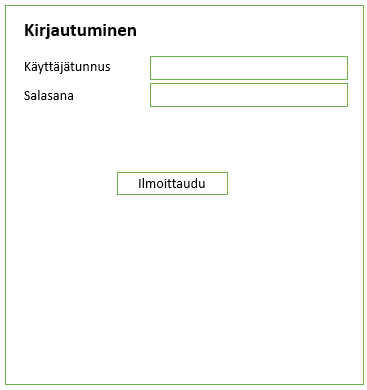 Kirjautuminen
Käyttäjätunnus
Salasana
Ilmoittaudu